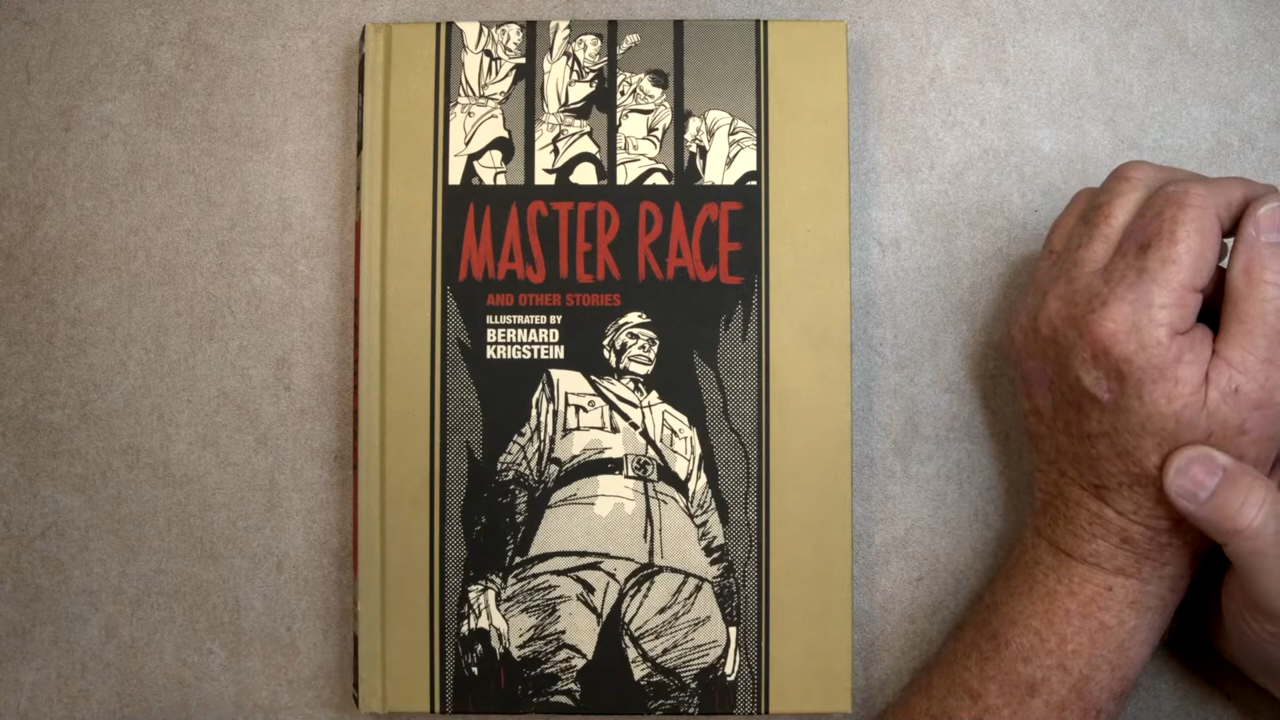 MASTER RACE
AND OTHER STORIES
ILLUSTRATED BY
BERNARD
KRIGSTEIN